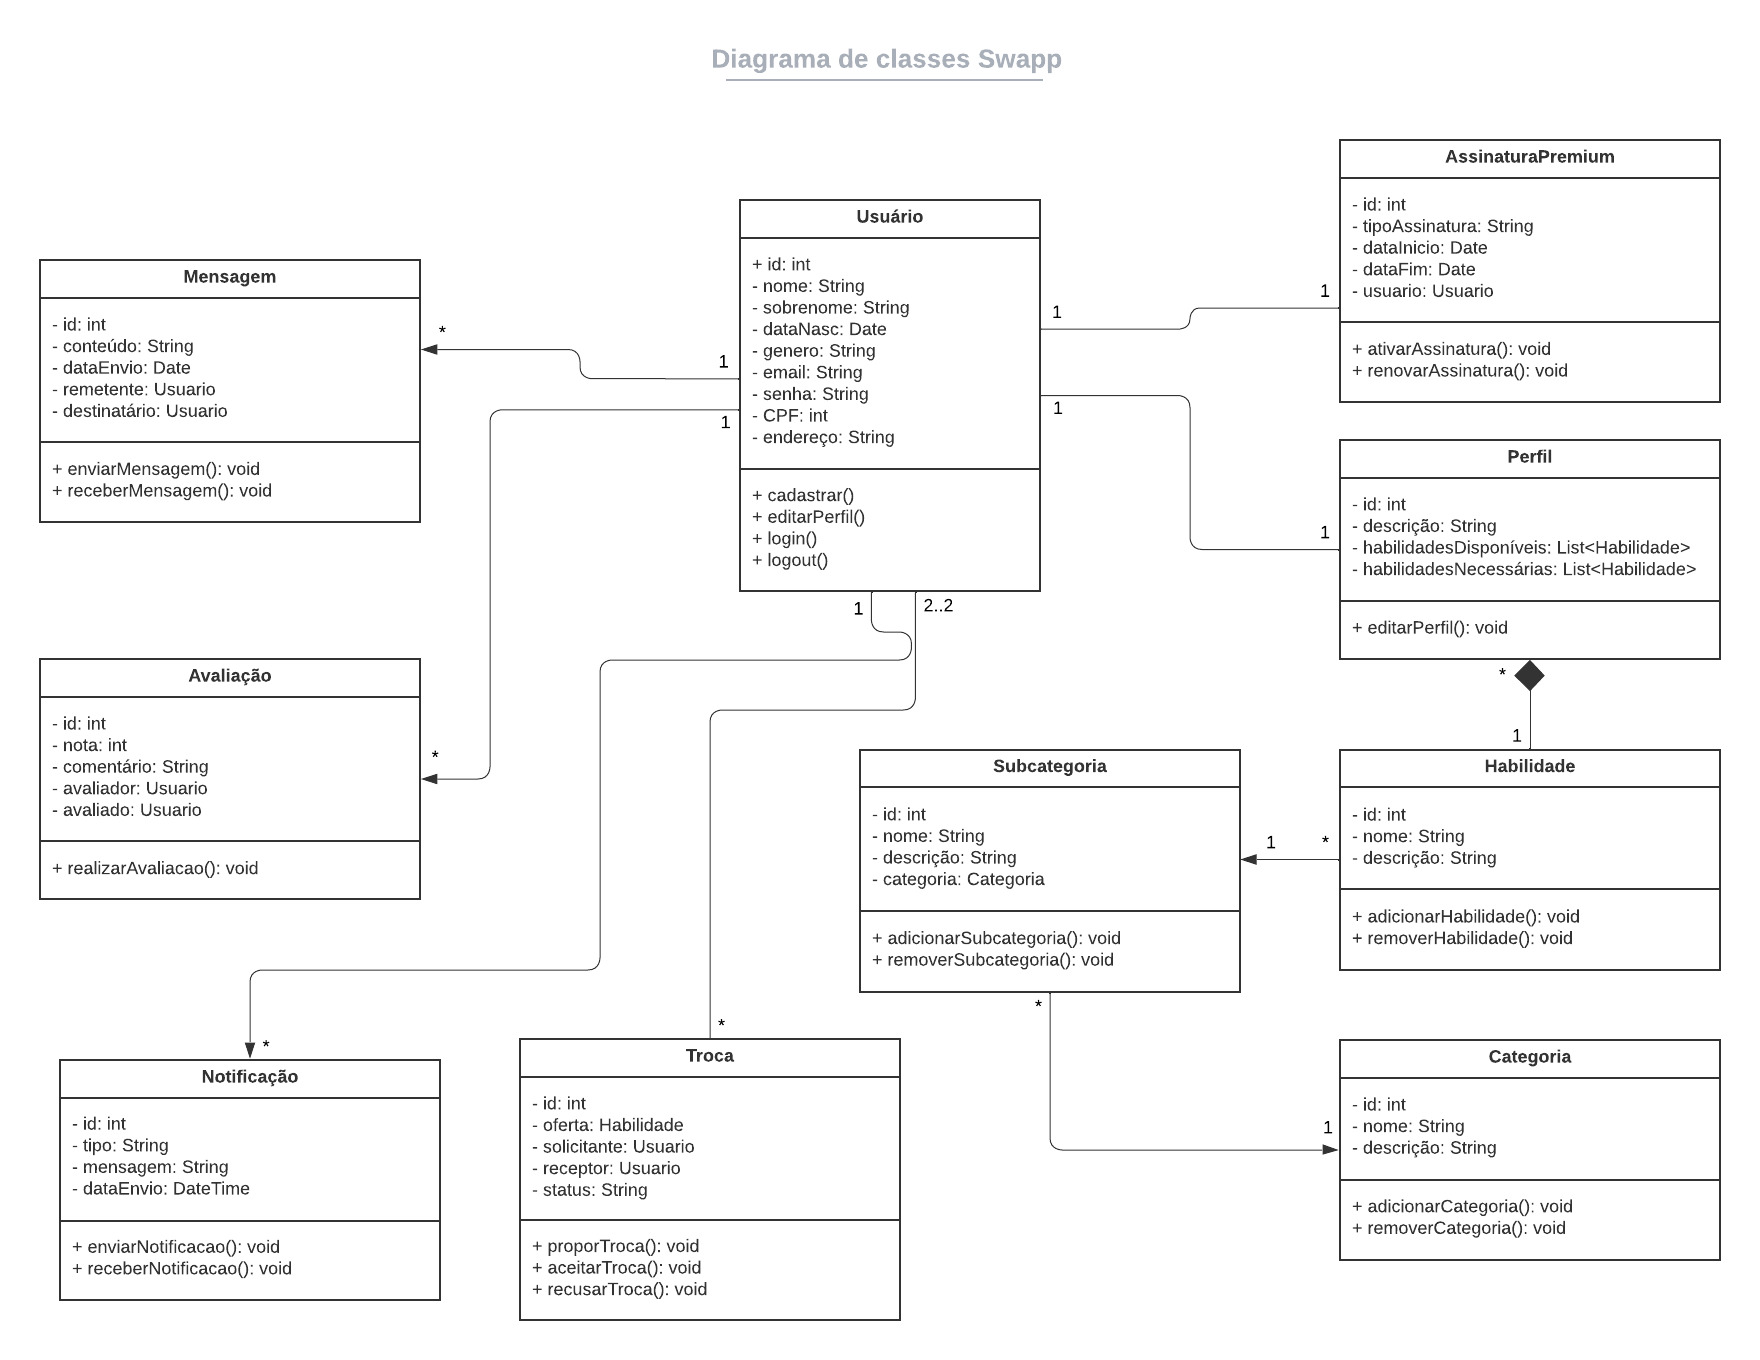 Diagrama de classes Swapp
AssinaturaPremium
- id: int
- tipoAssinatura: String
- dataInicio: Date
- dataFim: Date
- usuario: Usuario
+ ativarAssinatura(): void
+ renovarAssinatura(): void
1
Usuário
+ id: int
- nome: String
- sobrenome: String
- dataNasc: Date
- genero: String
- email: String
- senha: String
- CPF: int
- endereço: String
+ cadastrar()
+ editarPerfil()
+ login()
+ logout()
1
1
1
1
1
2..2
Mensagem
- id: int
- conteúdo: String
- dataEnvio: Date
- remetente: Usuario
- destinatário: Usuario
+ enviarMensagem(): void
+ receberMensagem(): void
*
Perfil
- id: int
- descrição: String
- habilidadesDisponíveis: List<Habilidade>
- habilidadesNecessárias: List<Habilidade>
+ editarPerfil(): void
1
*
1
Avaliação
- id: int
- nota: int
- comentário: String
- avaliador: Usuario
- avaliado: Usuario
+ realizarAvaliacao(): void
*
Subcategoria
- id: int
- nome: String
- descrição: String
- categoria: Categoria
+ adicionarSubcategoria(): void
+ removerSubcategoria(): void
1
*
*
Habilidade
- id: int
- nome: String
- descrição: String
+ adicionarHabilidade(): void
+ removerHabilidade(): void
Notificação
- id: int
- tipo: String
- mensagem: String
- dataEnvio: DateTime
+ enviarNotificacao(): void
+ receberNotificacao(): void
*
Troca
- id: int
- oferta: Habilidade
- solicitante: Usuario
- receptor: Usuario
- status: String
+ proporTroca(): void
+ aceitarTroca(): void
+ recusarTroca(): void
*
Categoria
- id: int
- nome: String
- descrição: String
+ adicionarCategoria(): void
+ removerCategoria(): void
1